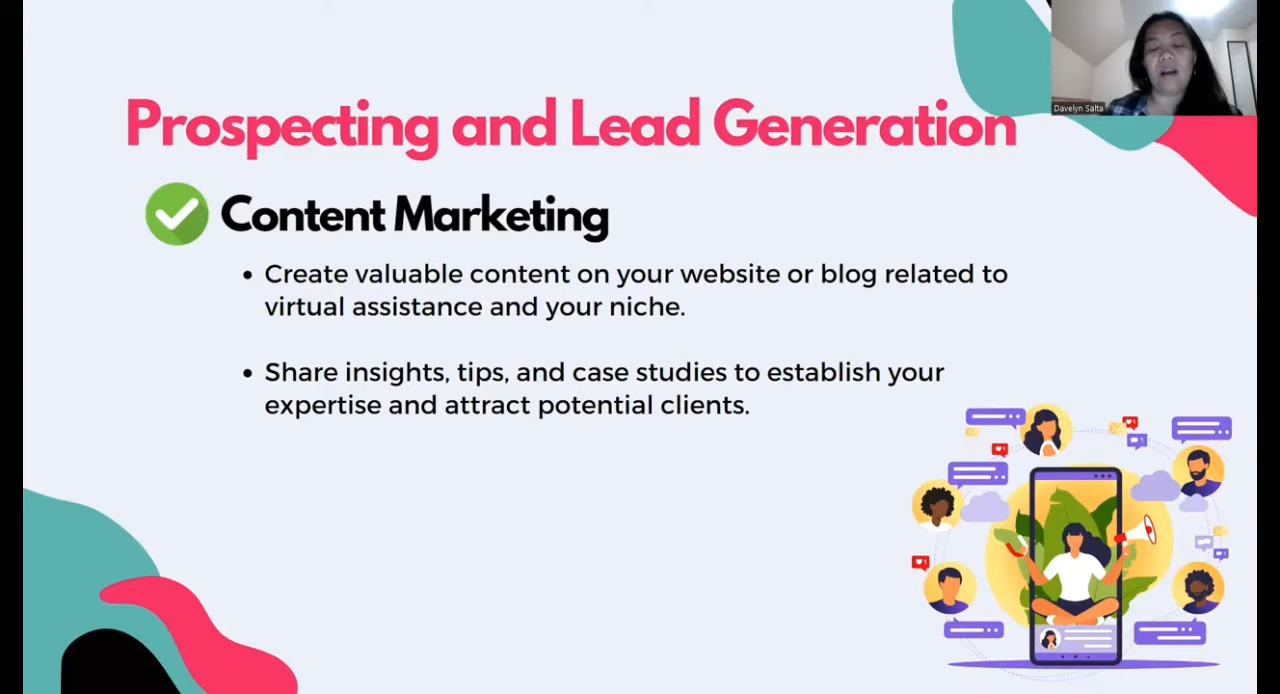 Davelyn Salta
Prospecting and Lead Generation
Content Marketing
• Create valuable content on your website or blog related to
virtual assistance and your niche.
• Share insights, tips, and case studies to establish your
expertise and attract potential clients.